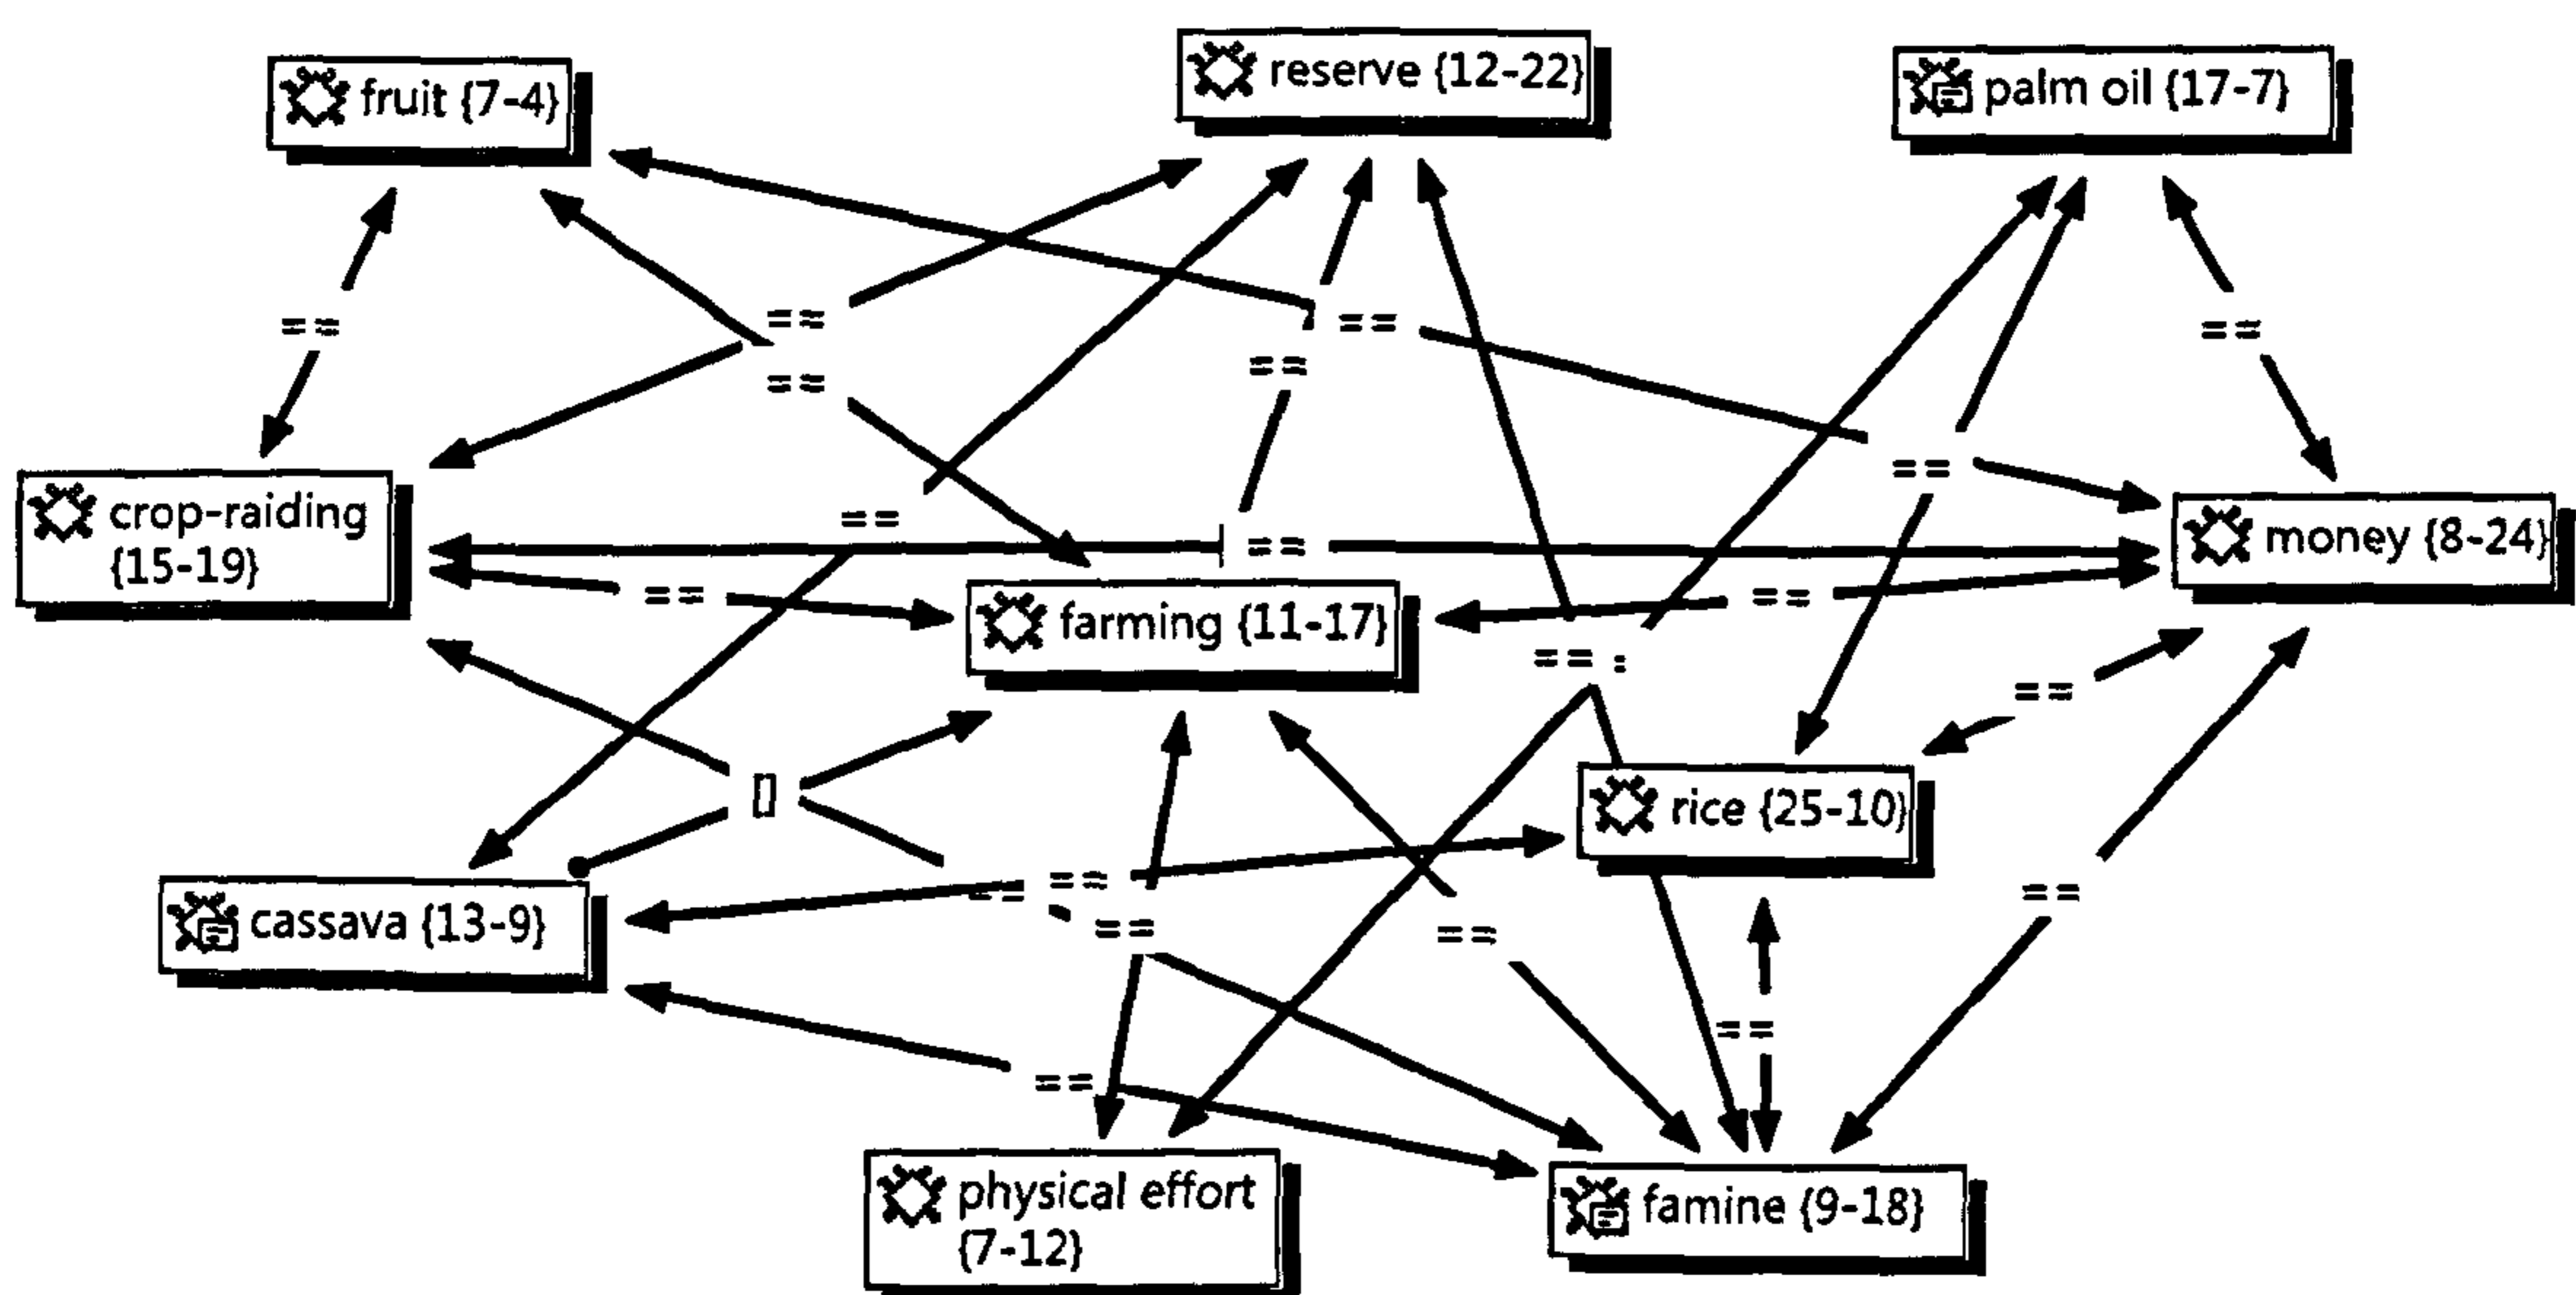 fruit {7-4}
reserve {12-22}
palm oil {17-7}
==
==
==
==
==
==
==
crop-raiding
{15-19}
==
==
money {8-24}
==
==
farming {11-17}
==
==
[]
rice {25-10}
==
==
cassava {13-9}
==
==
==
==
==
physical effort
{7-12}
famine {9-18}